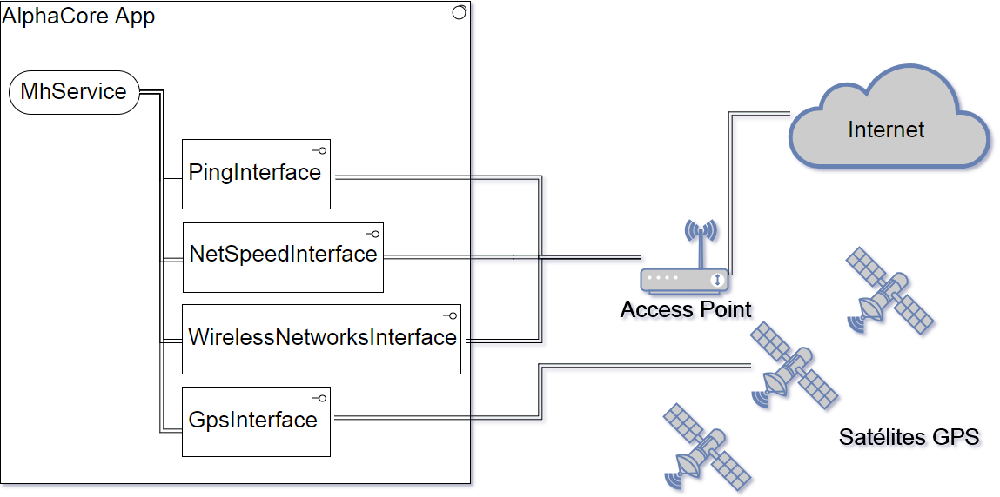 AlphaCore App
MhService
PingInterface
NetSpeedInterface
WirelessNetworksInterface
GpsInterface
Internet
Access Point
Satélites GPS